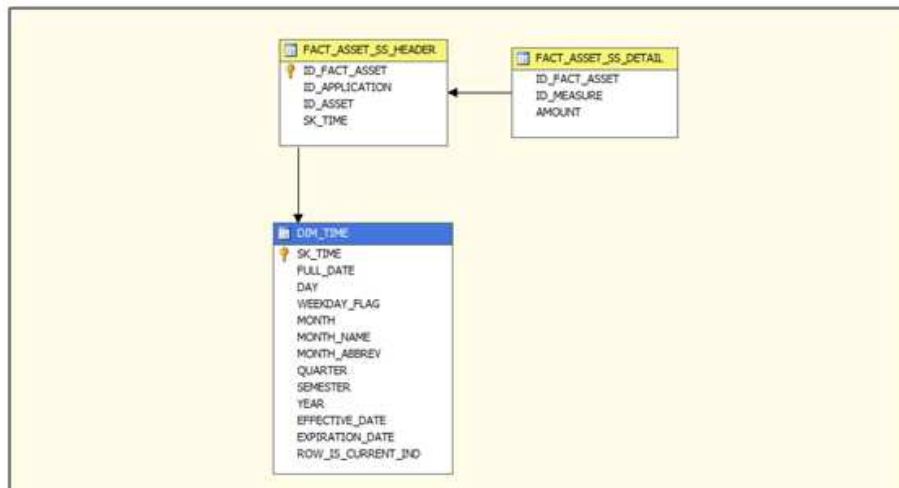 FACT_ASSET_SS_HEADER
ID_FACT_ASSET
ID_APPLICATION
ID_ASSET
SK_TIME
FACT_ASSET_SS_DETAIL
ID_FACT_ASSET
ID_MEASURE
AMOUNT
DIM_TIME
SK_TIME
FULL_DATE
DAY
WEEKDAY_FLAG
MONTH
MONTH_NAME
MONTH_ABBREV
QUARTER
SEMESTER
YEAR
EFFECTIVE_DATE
EXPIRATION_DATE
ROW_IS_CURRENT_IND